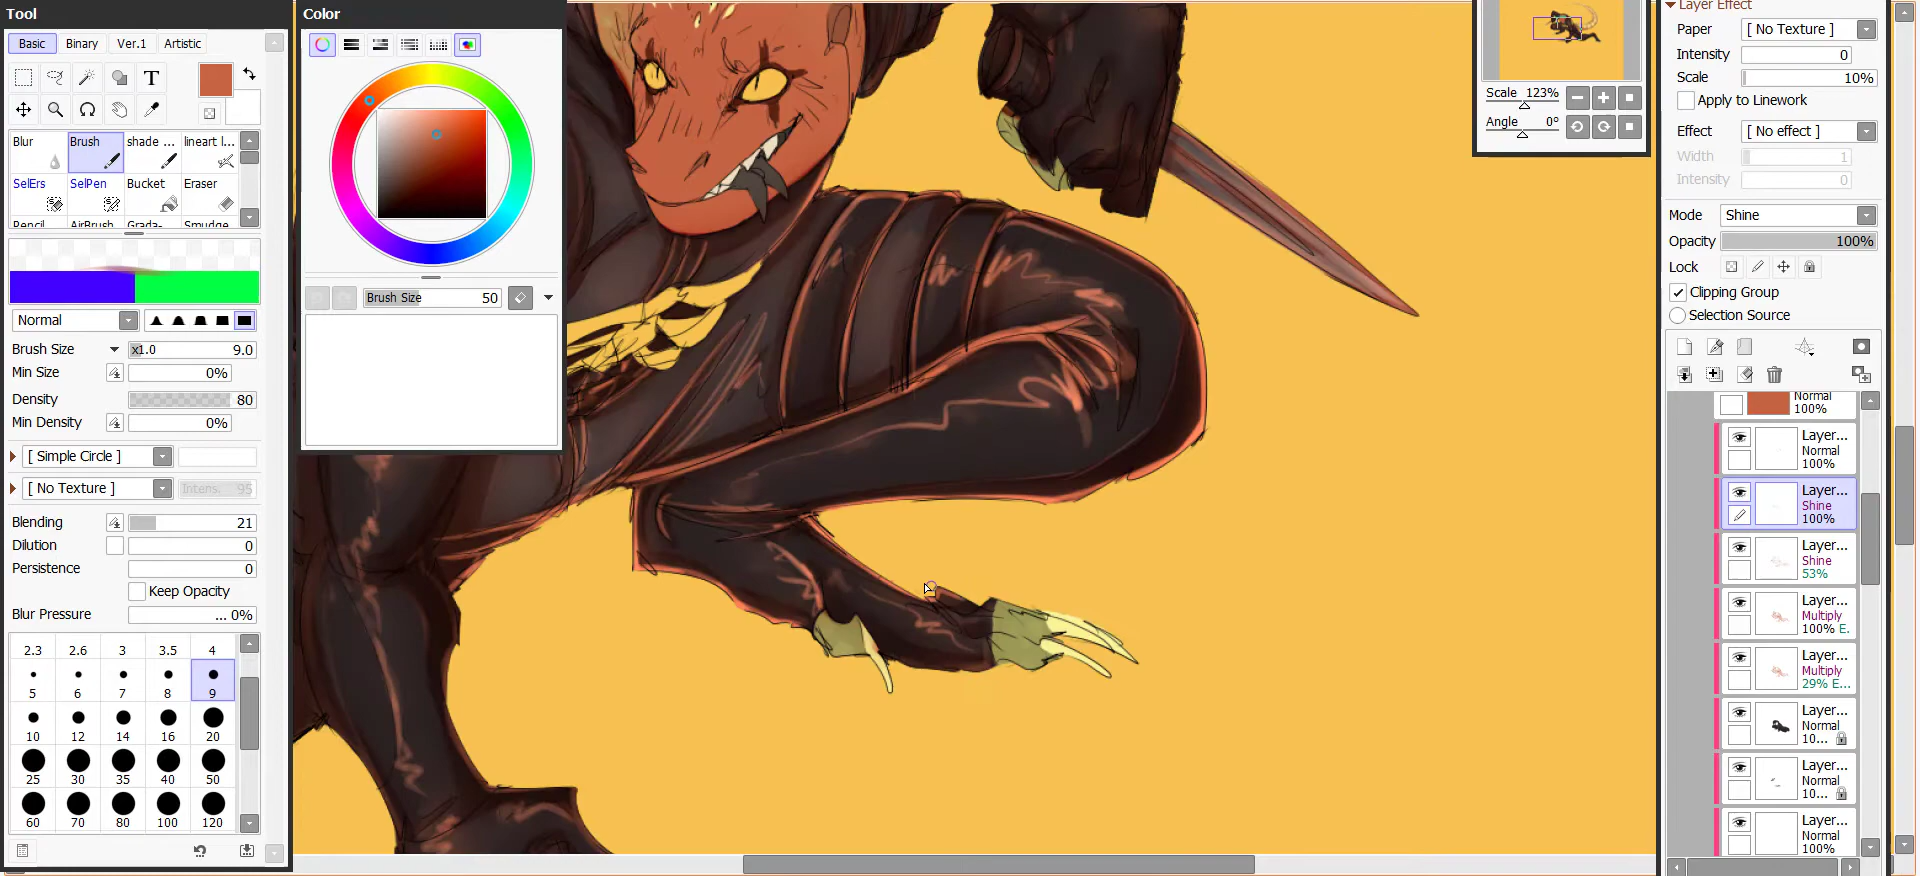 Tool
Basic Binary Ver.1 Artistic
T
Blur Brush shade ... lineart l...
SelErs SelPen Bucket Eraser
Pencil AirBrush Grada- Smudge
Normal
Brush Size x1.0 9.0
Min Size 0%
Density 80
Min Density 0%
[ Simple Circle ]
[ No Texture ] Intens: 95
Blending 21
Dilution 0
Persistence 0
Keep Opacity
Blur Pressure ... 0%
2.3 2.6 3 3.5 4
5 6 7 8 9
10 12 14 16 20
25 30 35 40 50
60 70 80 100 120
Color
Brush Size 50
Scale 123%
Angle 0°
Layer Effect
Paper [ No Texture ]
Intensity 0
Scale 10%
Apply to Linework
Effect [ No effect ]
Width 1
Intensity 0
Mode Shine
Opacity 100%
Lock
Clipping Group
Selection Source
Normal
100%
Layer...
Normal
100%
Layer...
Shine
100%
Layer...
Shine
53%
Layer...
Multiply
100% E.
Layer...
Multiply
29% E...
Layer...
Normal
10...
Layer...
Normal
10...
Layer...
Normal
100%